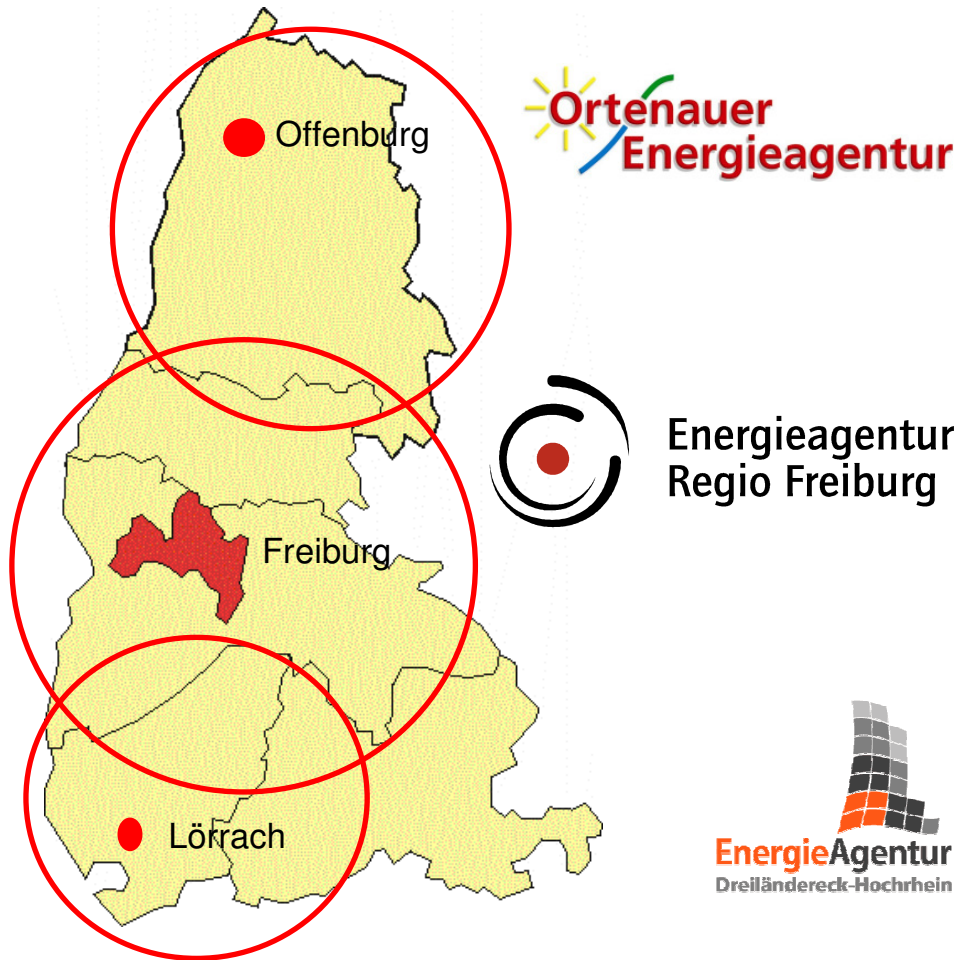 Offenburg
Ortenauer
Energieagentur
Energieagentur
Regio Freiburg
Freiburg
Lörrach
EnergieAgentur
Dreiländereck-Hochrhein